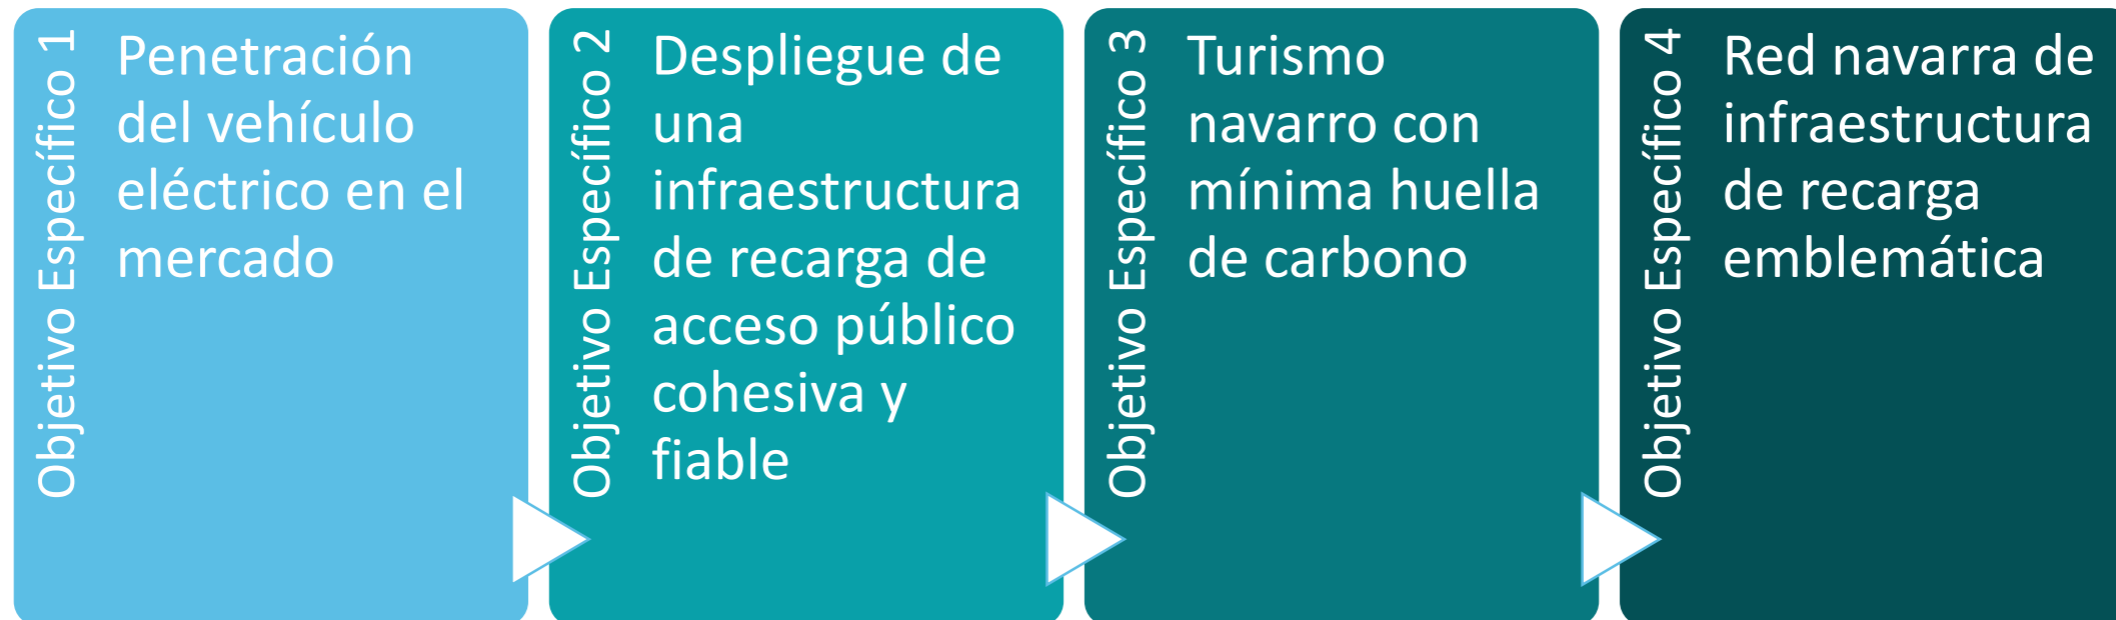 Objetivo Específico 1
Penetración
del vehículo
eléctrico en el
mercado
Objetivo Específico 2
Despliegue de
una
infraestructura
de recarga de
acceso público
cohesiva y
fiable
Objetivo Específico 3
Turismo
navarro con
mínima huella
de carbono
Objetivo Específico 4
Red navarra de
infraestructura
de recarga
emblemática